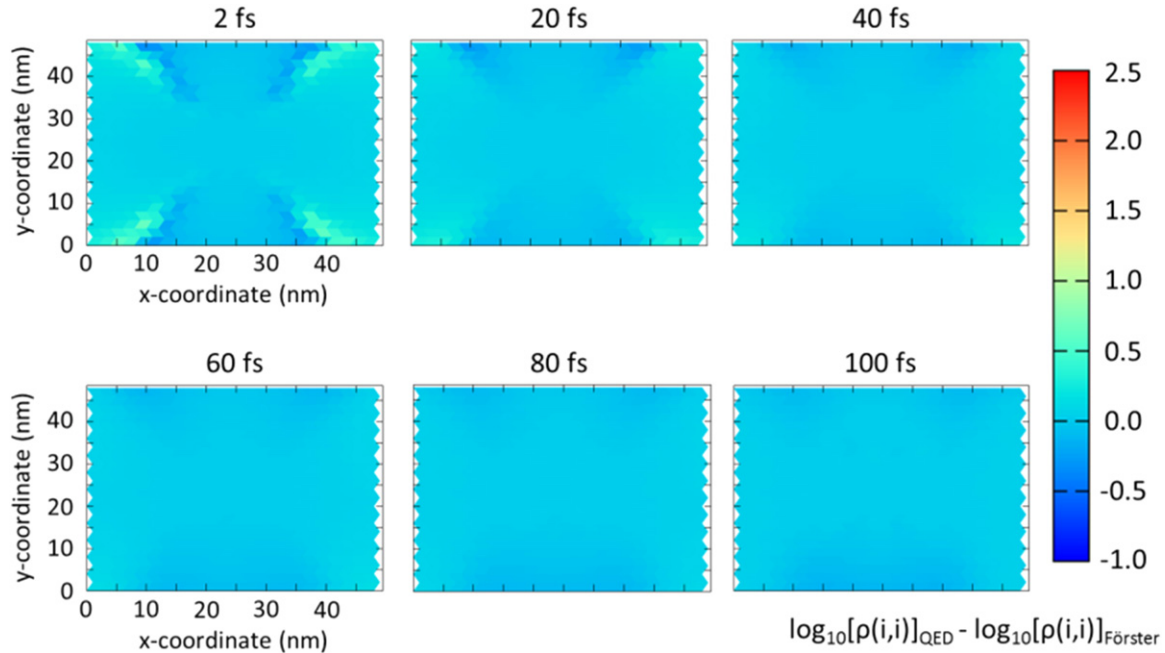 2 fs 20 fs 40 fs
y-coordinate (nm)
40
30
20
10
0
0 10 20 30 40
x-coordinate (nm)
60 fs 80 fs 100 fs
y-coordinate (nm)
40
30
20
10
0
0 10 20 30 40
x-coordinate (nm)
2.5
2.0
1.5
1.0
0.5
0.0
-0.5
-1.0
log₁₀[ρ(i,i)]QED - log₁₀[ρ(i,i)]Förster